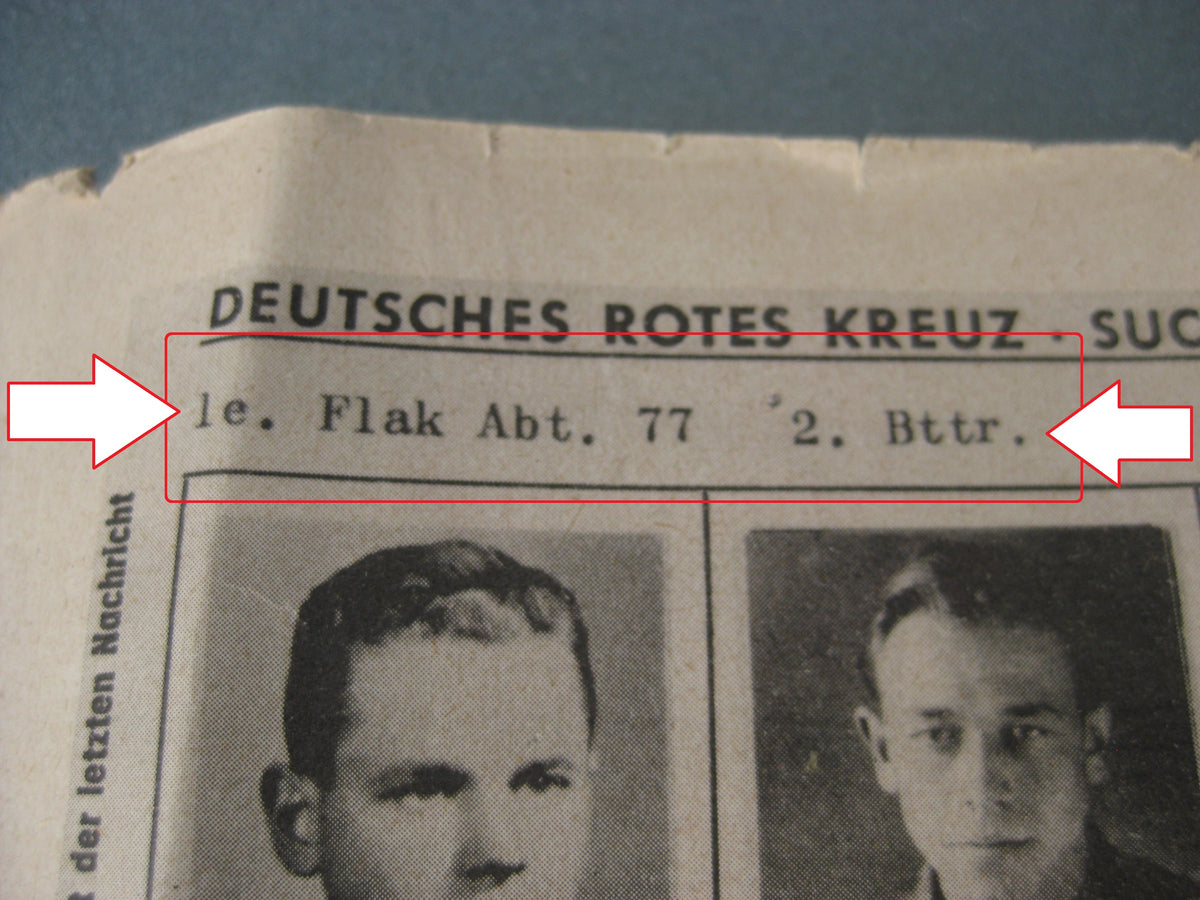 DEUTSCHES ROTES KREUZ · SUC
le. Flak Abt. 77 2. Bttr.
der letzten Nachricht